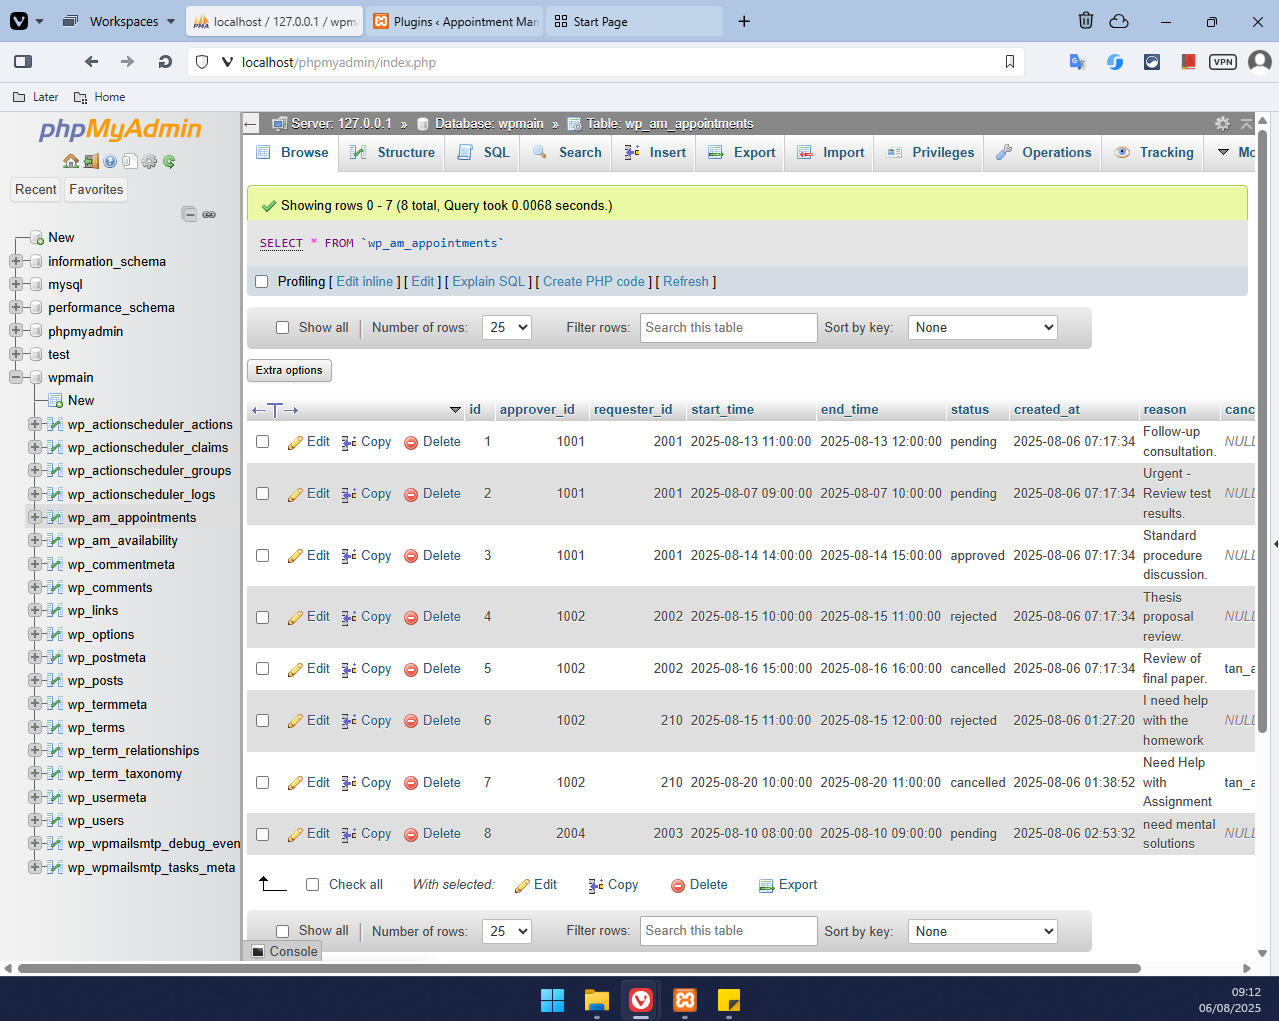 Workspaces
localhost / 127.0.0.1 / wpm
Plugins ‹ Appointment Mar
Start Page
localhost/phpmyadmin/index.php
VPN
Later
Home
phpMyAdmin
Recent
Favorites
New
information_schema
mysql
performance_schema
phpmyadmin
test
wpmain
New
wp_actionscheduler_actions
wp_actionscheduler_claims
wp_actionscheduler_groups
wp_actionscheduler_logs
wp_am_appointments
wp_am_availability
wp_commentmeta
wp_comments
wp_links
wp_options
wp_postmeta
wp_posts
wp_termmeta
wp_terms
wp_term_relationships
wp_term_taxonomy
wp_usermeta
wp_users
wp_wpmailsmtp_debug_even
wp_wpmailsmtp_tasks_meta
Server: 127.0.0.1 » Database: wpmain » Table: wp_am_appointments
Browse Structure SQL Search Insert Export Import Privileges Operations Tracking Mo
Showing rows 0 - 7 (8 total, Query took 0.0068 seconds.)
SELECT * FROM `wp_am_appointments`
Profiling [ Edit inline ] [ Edit ] [ Explain SQL ] [ Create PHP code ] [ Refresh ]
Show all | Number of rows: 25 Filter rows: Search this table Sort by key: None
Extra options
id approver_id requester_id start_time end_time status created_at reason canc
Edit Copy Delete 1 1001 2001 2025-08-13 11:00:00 2025-08-13 12:00:00 pending 2025-08-06 07:17:34 Follow-up consultation. NULL
Edit Copy Delete 2 1001 2001 2025-08-07 09:00:00 2025-08-07 10:00:00 pending 2025-08-06 07:17:34 Urgent - Review test results. NULL
Edit Copy Delete 3 1001 2001 2025-08-14 14:00:00 2025-08-14 15:00:00 approved 2025-08-06 07:17:34 Standard procedure discussion. NULL
Edit Copy Delete 4 1002 2002 2025-08-15 10:00:00 2025-08-15 11:00:00 rejected 2025-08-06 07:17:34 Thesis proposal review. NULL
Edit Copy Delete 5 1002 2002 2025-08-16 15:00:00 2025-08-16 16:00:00 cancelled 2025-08-06 07:17:34 Review of final paper. tan_a
Edit Copy Delete 6 1002 210 2025-08-15 11:00:00 2025-08-15 12:00:00 rejected 2025-08-06 01:27:20 I need help with the homework NULL
Edit Copy Delete 7 1002 210 2025-08-20 10:00:00 2025-08-20 11:00:00 cancelled 2025-08-06 01:38:52 Need Help with Assignment tan_a
Edit Copy Delete 8 2004 2003 2025-08-10 08:00:00 2025-08-10 09:00:00 pending 2025-08-06 02:53:32 need mental solutions NULL
Check all With selected: Edit Copy Delete Export
Show all | Number of rows: 25 Filter rows: Search this table Sort by key: None
Console
09:12
06/08/2025